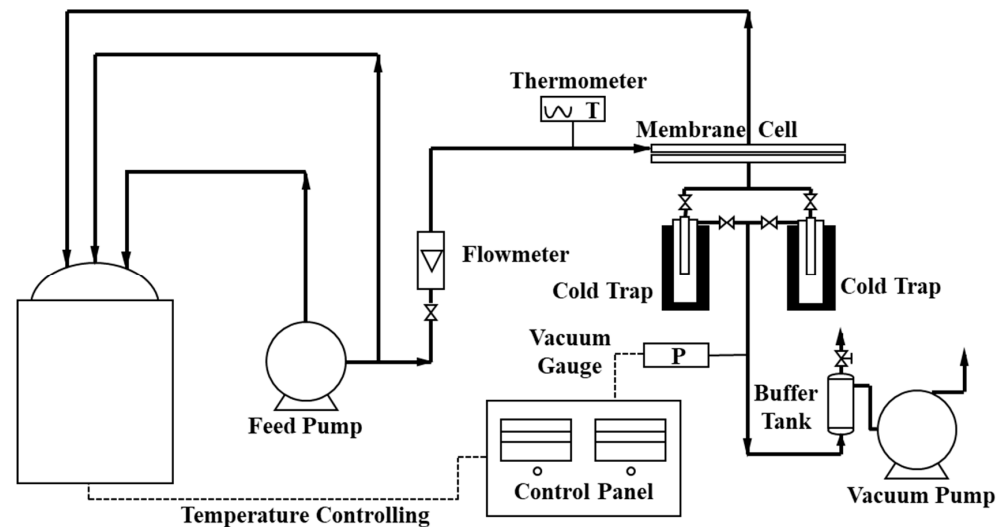 Thermometer
T
Membrane Cell
Flowmeter
Cold Trap
Cold Trap
Vacuum
Gauge
P
Buffer
Tank
Feed Pump
Control Panel
Vacuum Pump
Temperature Controlling